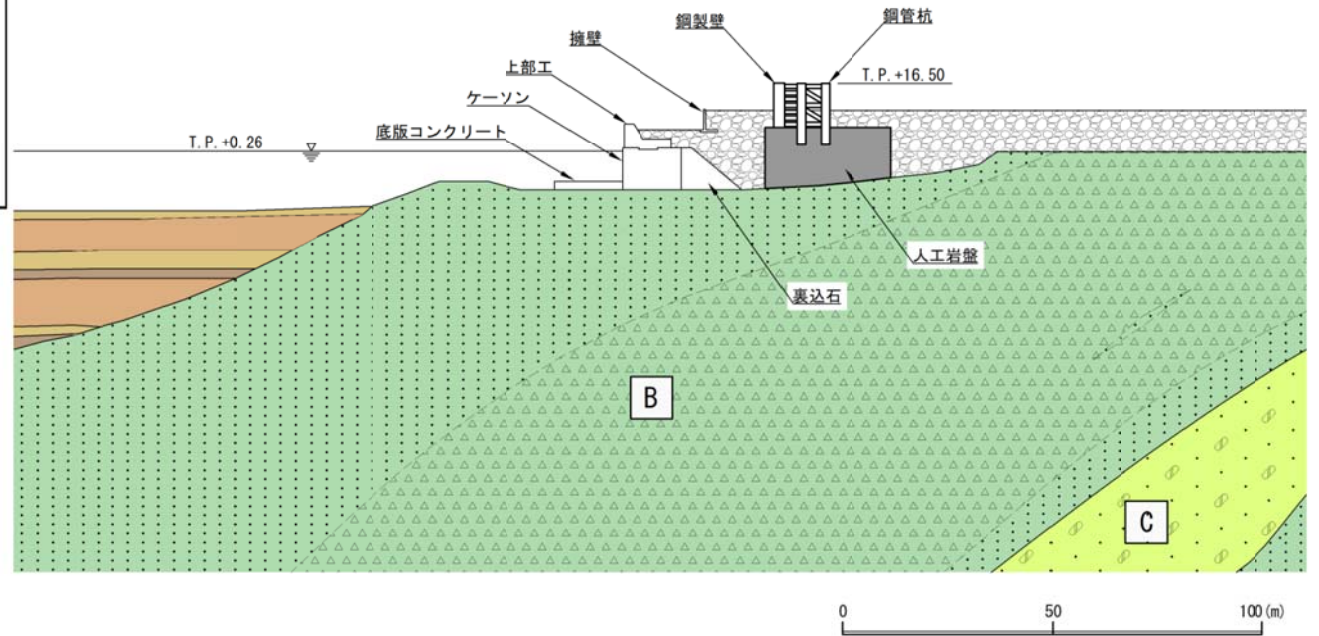 鋼製壁
鋼管杭
擁壁
上部工
T.P.+16.50
ケーソン
底版コンクリート
T.P.+0.26
人工岩盤
裏込石
B
C
0 50 100(m)